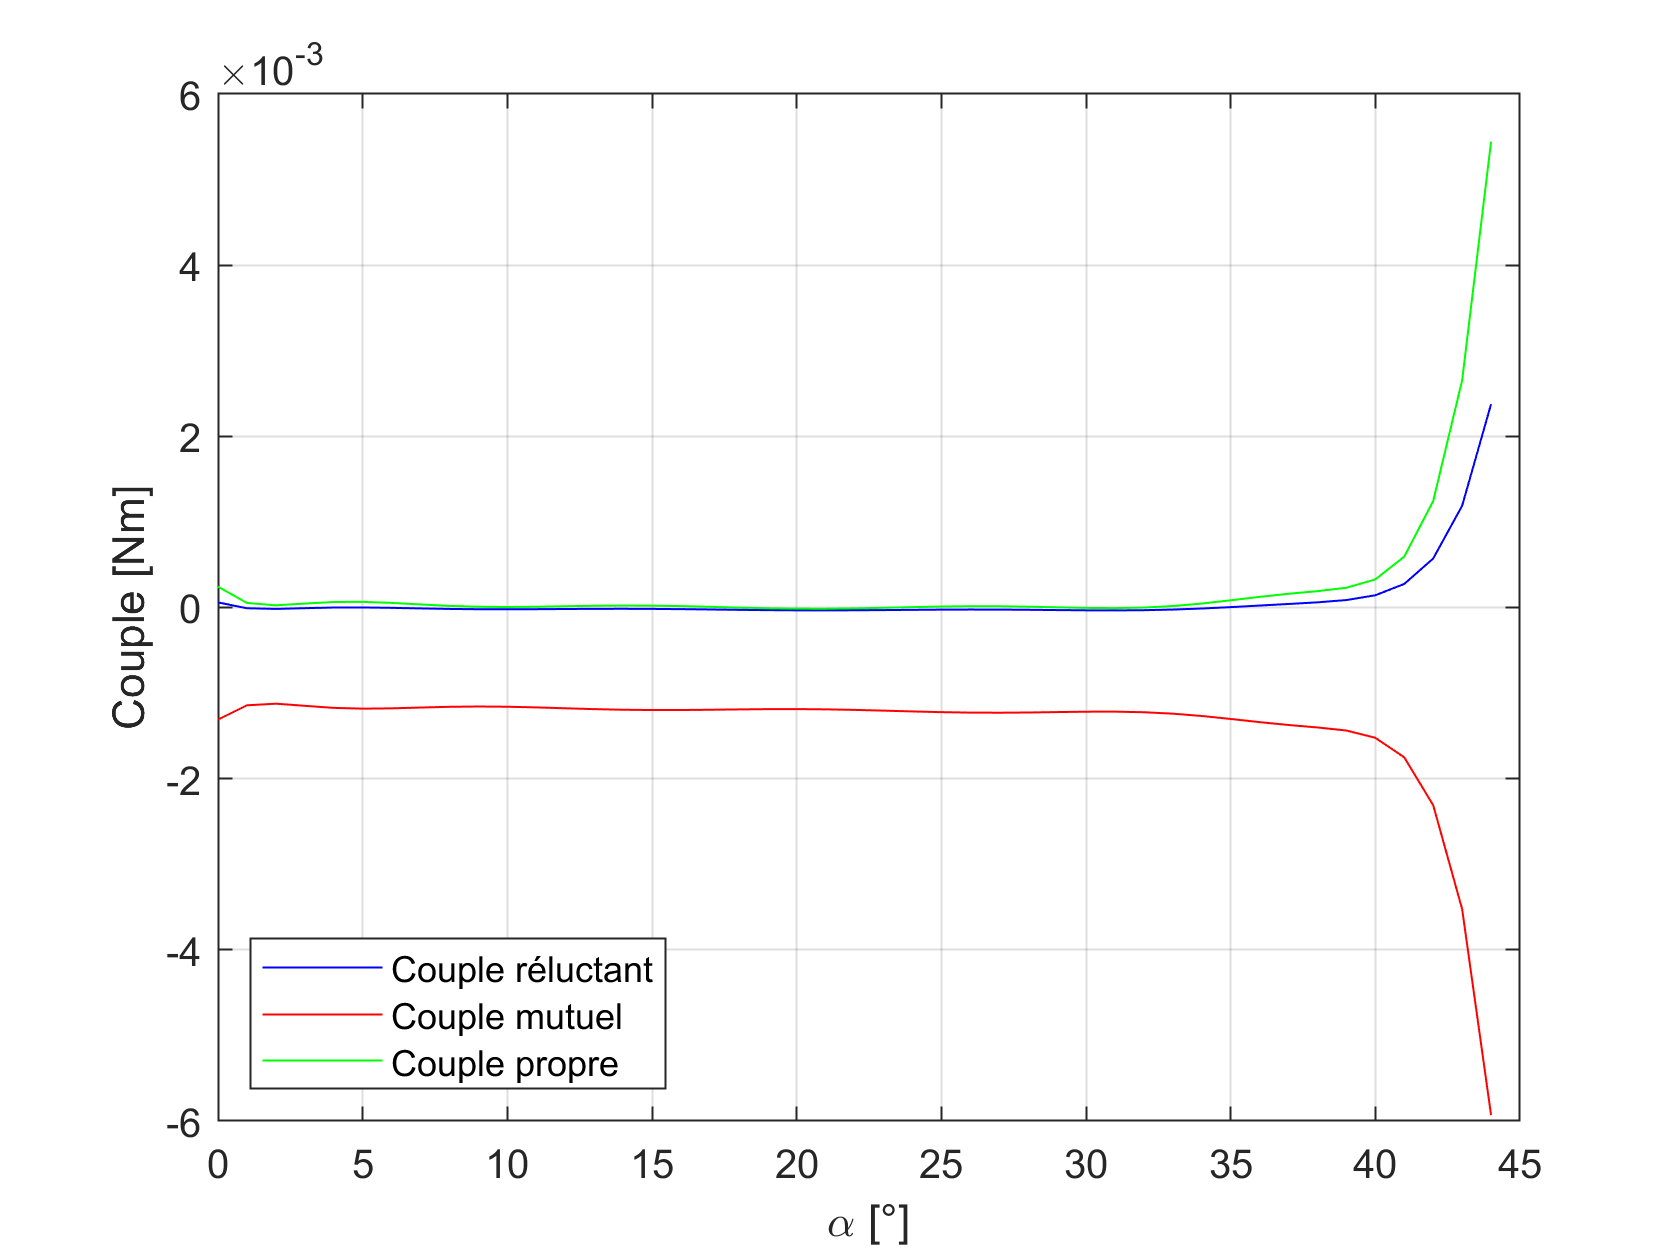 ×10-3
6
4
2
0
-2
-4
-6
Couple [Nm]
Couple réluctant
Couple mutuel
Couple propre
0 5 10 15 20 25 30 35 40 45
α [°]